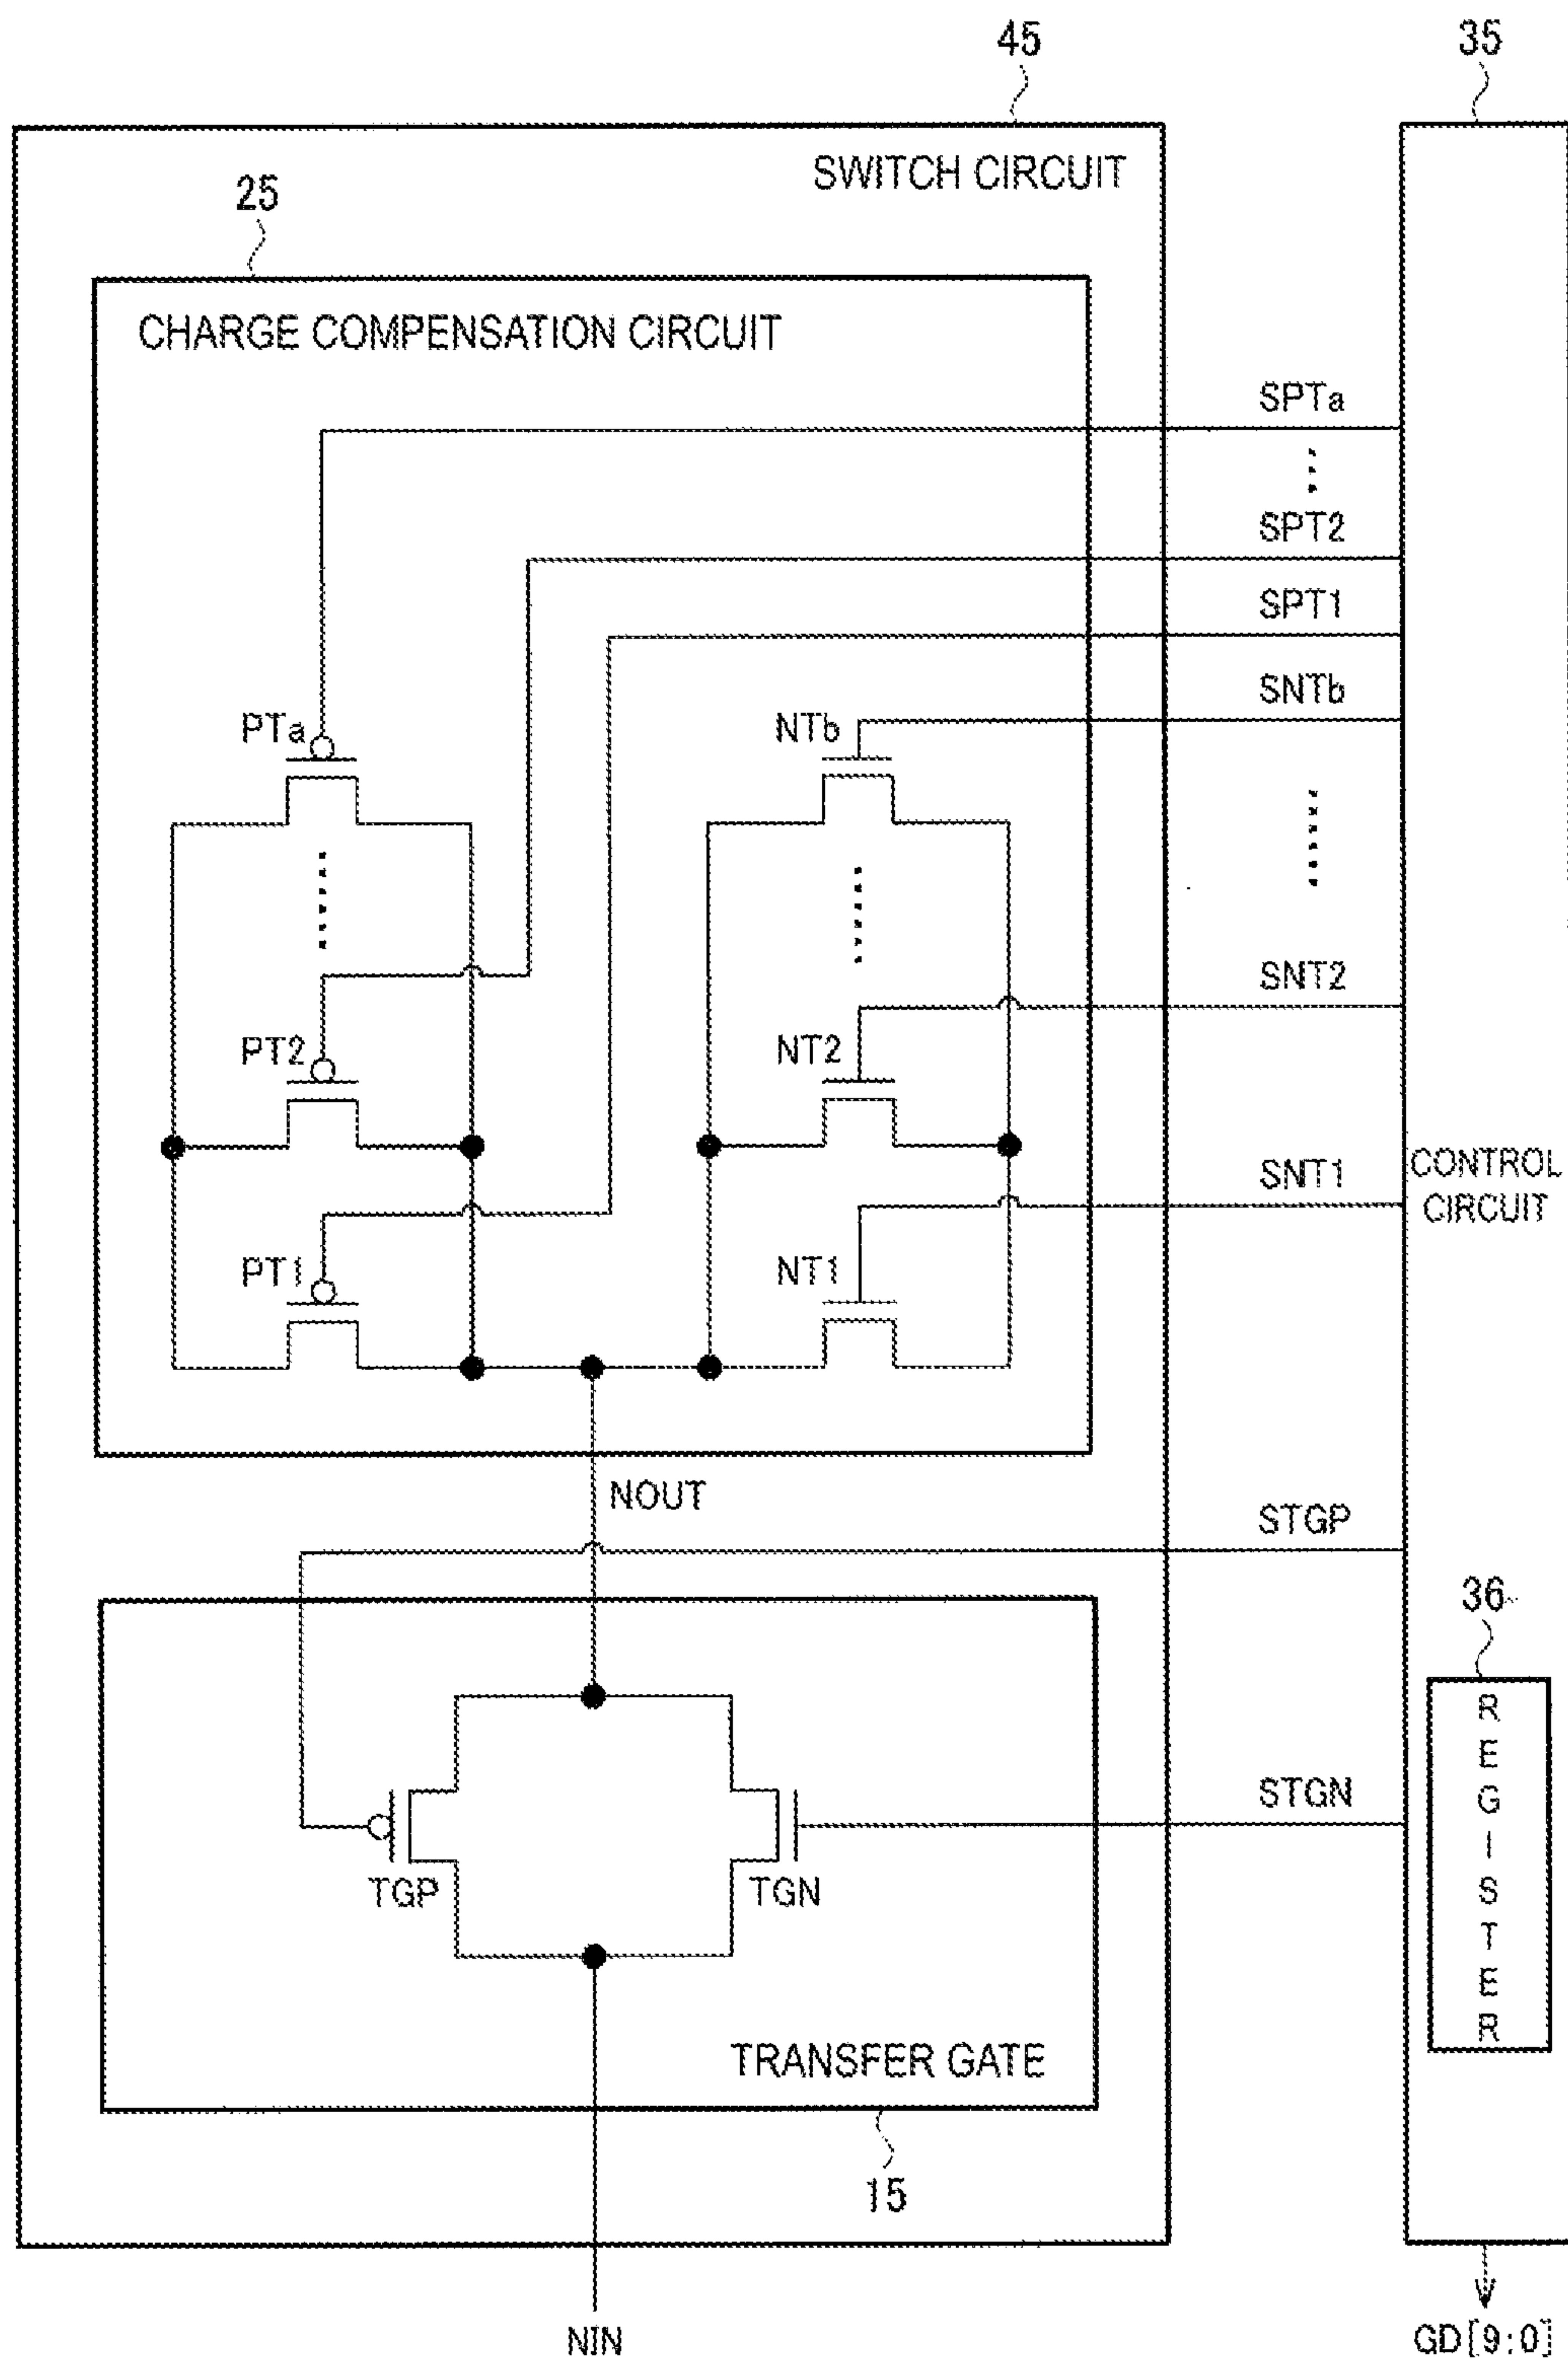 45
35
SWITCH CIRCUIT
25
CHARGE COMPENSATION CIRCUIT
SPTa
SPT2
SPT1
SNTb
PTa
NTb
SNT2
PT2
NT2
SNT1
CONTROL
CIRCUIT
PT1
NT1
NOUT
STGP
36
REGISTER
STGN
TGP
TGN
TRANSFER GATE
15
NIN
GD[9:0]